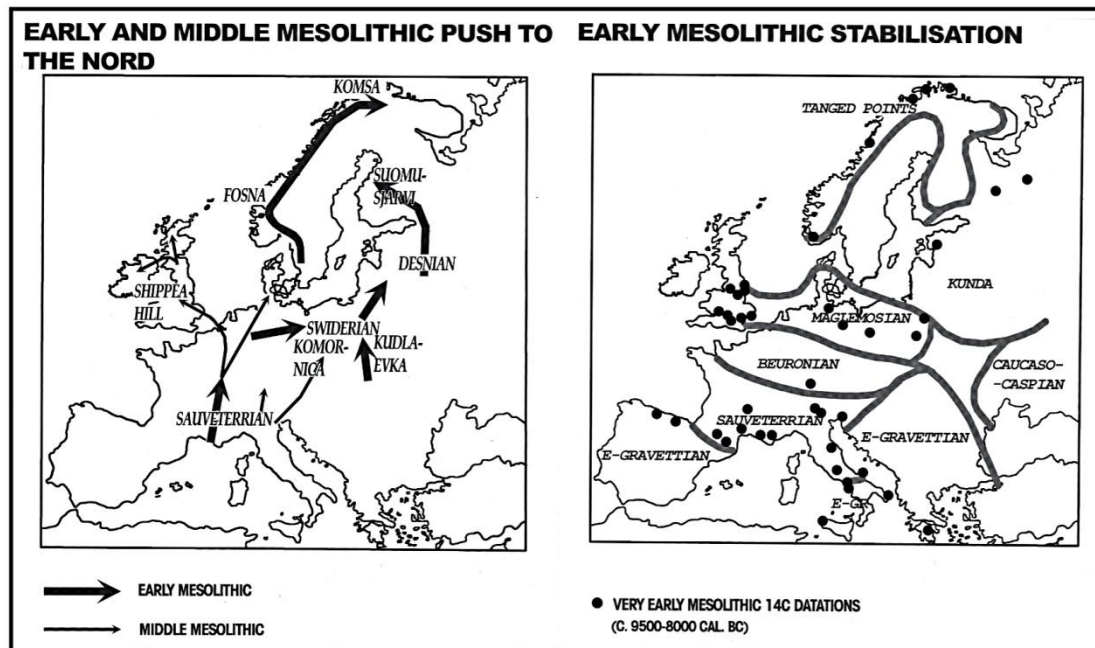 EARLY AND MIDDLE MESOLITHIC PUSH TO
THE NORD
KOMSA
SUOMU-
SJARVI
FOSNA
DESNIAN
SHIPPEA
HILL
SWIDERIAN
KOMOR-
NICA
KUDLA-
EVKA
SAUVETERRIAN
EARLY MESOLITHIC
MIDDLE MESOLITHIC
EARLY MESOLITHIC STABILISATION
TANGED POINTS
KUNDA
MAGLEMOSIAN
BEURONIAN
CAUCASO-
-CASPIAN
SAUVETERRIAN
E-GRAVETTIAN
E-GRAVETTIAN
E-GR
VERY EARLY MESOLITHIC 14C DATATIONS
(C. 9500-8000 CAL. BC)